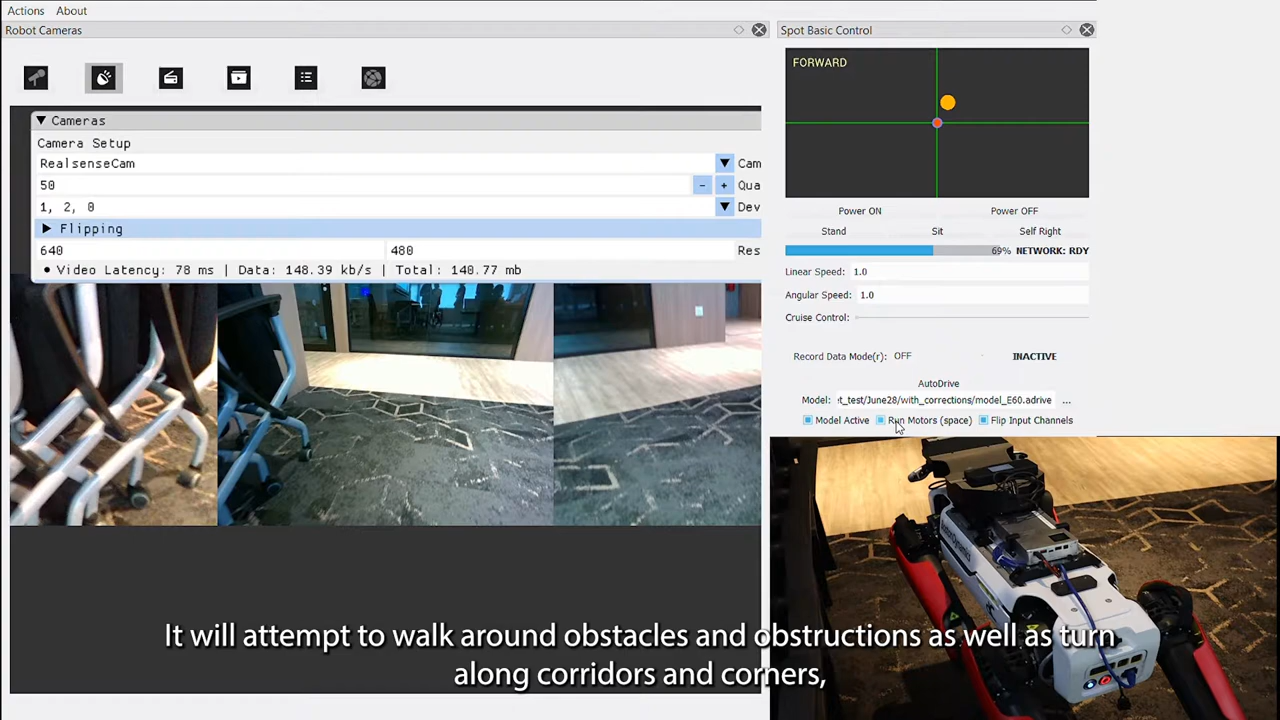 Actions About
Robot Cameras
Spot Basic Control
FORWARD
Cameras
Camera Setup
RealsenseCam Cam
50 - + Qua
1, 2, 0 Dev
Flipping
640 480 Res
Video Latency: 78 ms | Data: 148.39 kb/s | Total: 140.77 mb
Power ON Power OFF
Stand Sit Self Right
69% NETWORK: RDY
Linear Speed: 1.0
Angular Speed: 1.0
Cruise Control:
Record Data Mode(r): OFF INACTIVE
AutoDrive
Model: t_test/June28/with_corrections/model_E60.adrive ...
Model Active Run Motors (space) Flip Input Channels
BostonDynamics
It will attempt to walk around obstacles and obstructions as well as turn
along corridors and corners,